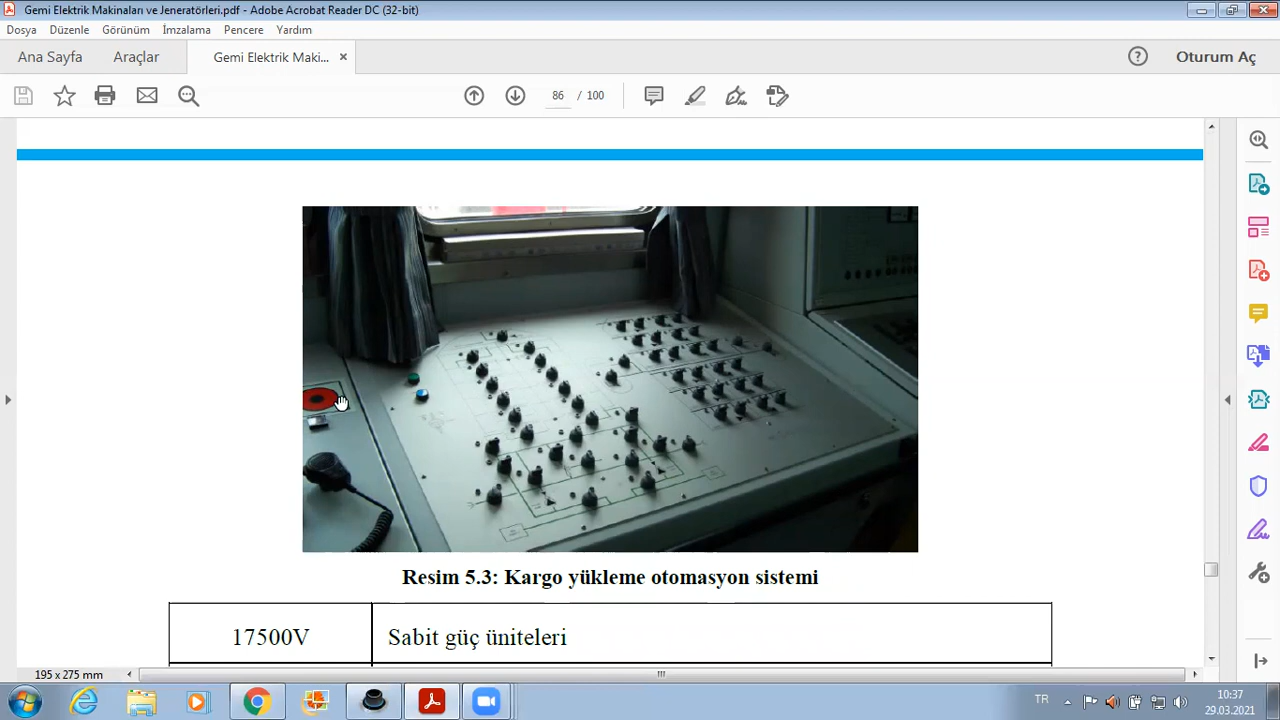 Gemi Elektrik Makinaları ve Jeneratörleri.pdf - Adobe Acrobat Reader DC (32-bit)
Dosya Düzenle Görünüm İmzalama Pencere Yardım
Ana Sayfa Araçlar Gemi Elektrik Maki... × Oturum Aç
86 / 100
Resim 5.3: Kargo yükleme otomasyon sistemi
17500V Sabit güç üniteleri
195 x 275 mm
TR
10:37
29.03.2021